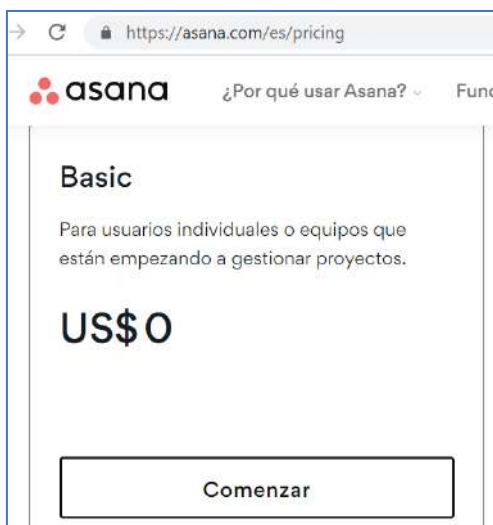 https://asana.com/es/pricing
asana ¿Por qué usar Asana? Func
Basic
Para usuarios individuales o equipos que
están empezando a gestionar proyectos.
US$0
Comenzar